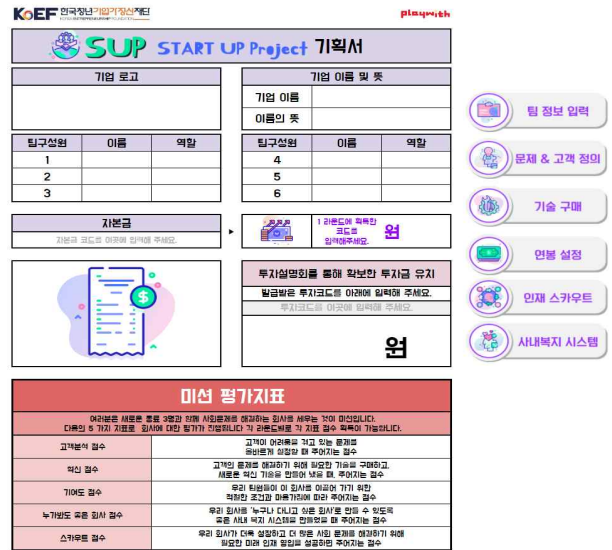 KOEF 한국청년기업가정신재단
playwith
SUP START UP Project 기획서
기업 로고
기업 이름 및 뜻
기업 이름
이름의 뜻
팀구성원 이름 역할
1
2
3
팀구성원 이름 역할
4
5
6
자본금
자본금 코드를 이곳에 입력해 주세요.
1 라운드에 획득한
코드를
입력해주세요.
원
투자설명회를 통해 확보한 투자금 유치
발급받은 투자코드를 아래에 입력해 주세요.
투자코드를 이곳에 입력해 주세요.
원
팀 정보 입력
문제 & 고객 정의
기술 구매
연봉 설정
인재 스카우트
사내복지 시스템
미션 평가지표
여러분은 새로운 동료 3명과 함께 사회문제를 해결하는 회사를 세우는 것이 미션입니다.
다음의 5 가지 지표로 회사에 대한 평가가 진행됩니다 각 라운드별로 각 지표 점수 획득이 가능합니다.
고객분석 점수
고객이 어려움을 겪고 있는 문제를
올바르게 설정할 때 주어지는 점수
혁신 점수
고객의 문제를 해결하기 위해 필요한 기술을 구매하고,
새로운 혁신 기술을 만들어 냈을 때, 주어지는 점수
기여도 점수
우리 팀원들이 이 회사를 이끌어 가기 위한
적절한 조건과 마음가짐에 따라 주어지는 점수
누가봐도 좋은 회사 점수
우리 회사를 '누구나 다니고 싶은 회사'로 만들 수 있도록
좋은 사내 복지 시스템을 만들었을 때 주어지는 점수
스카우트 점수
우리 회사가 더욱 성장하고 더 많은 사회 문제를 해결하기 위해
필요한 미래 인재 영입을 성공하면 주어지는 점수